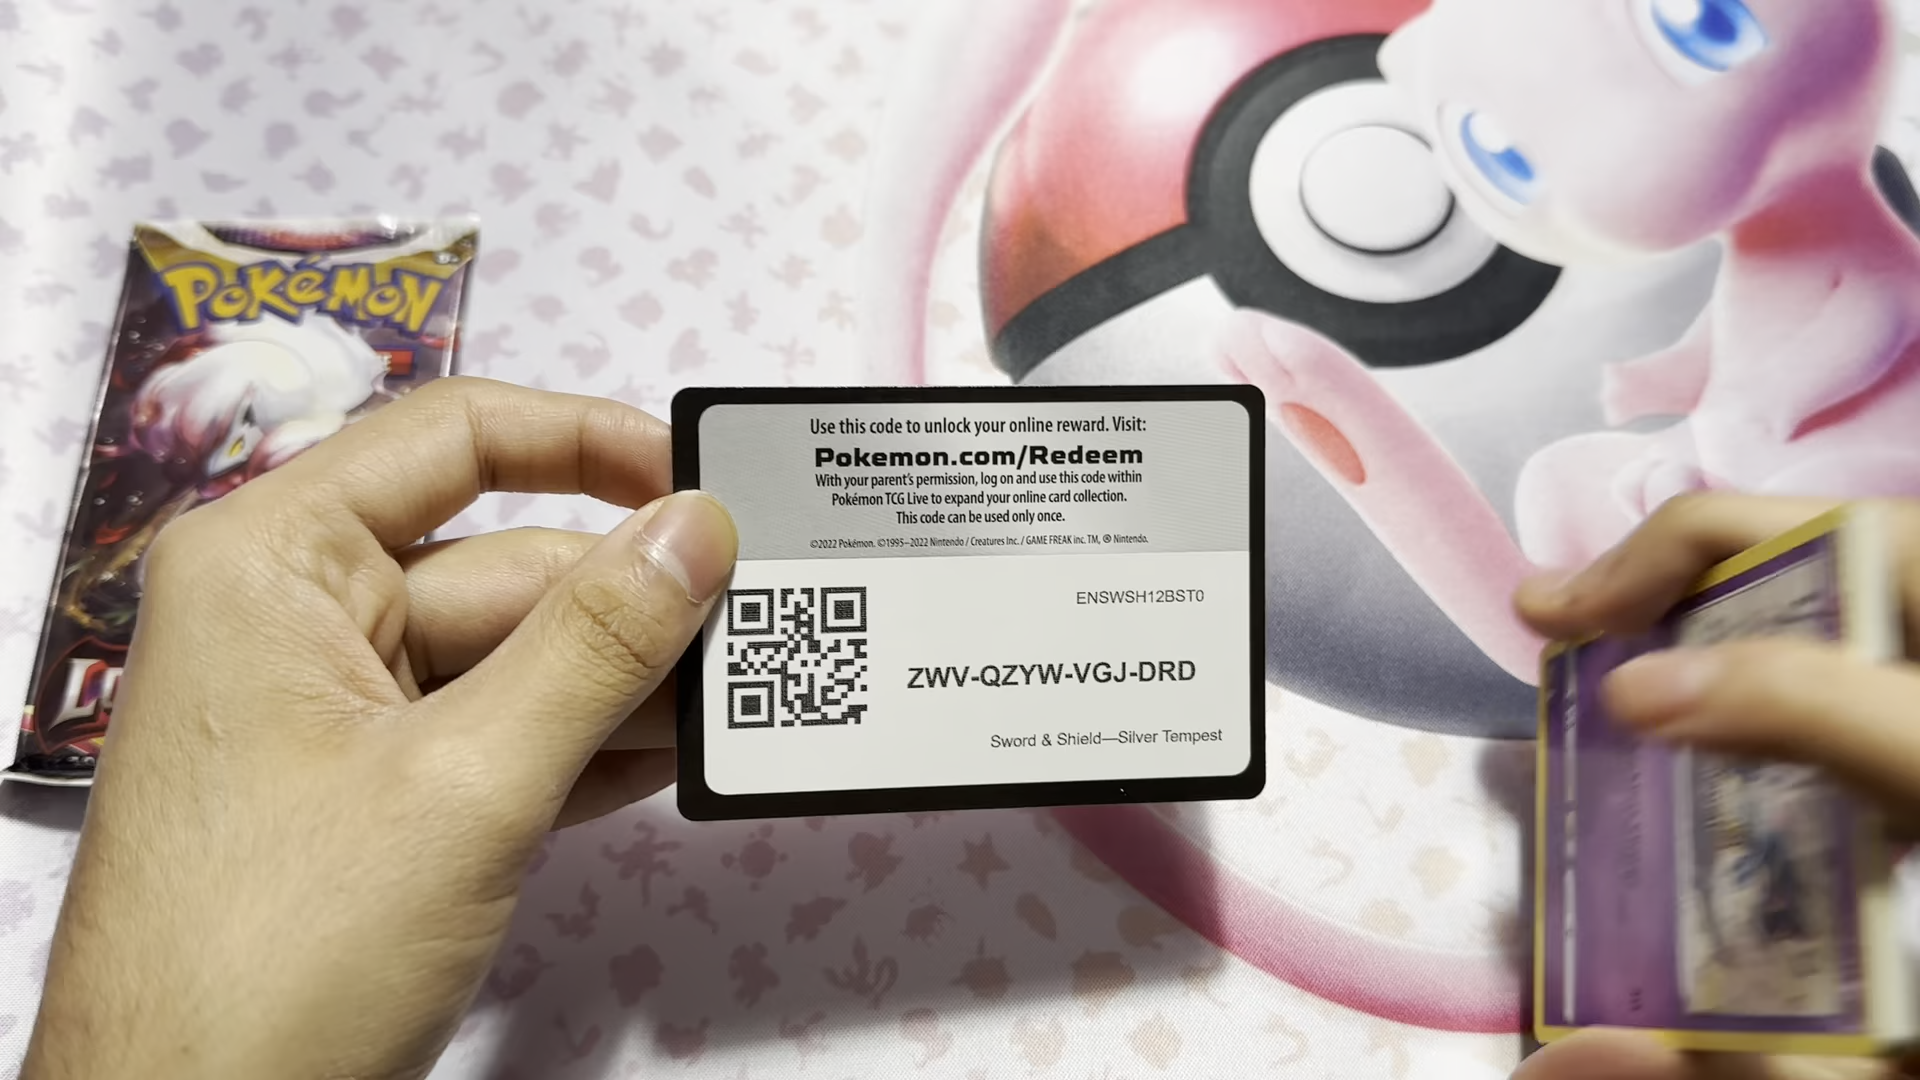 POKéMON
Use this code to unlock your online reward. Visit:
Pokemon.com/Redeem
With your parent's permission, log on and use this code within
Pokémon TCG Live to expand your online card collection.
This code can be used only once.
©2022 Pokémon. ©1995–2022 Nintendo / Creatures Inc. / GAME FREAK inc. TM, ® Nintendo.
ENSWSH12BST0
ZWV-QZYW-VGJ-DRD
Sword & Shield—Silver Tempest